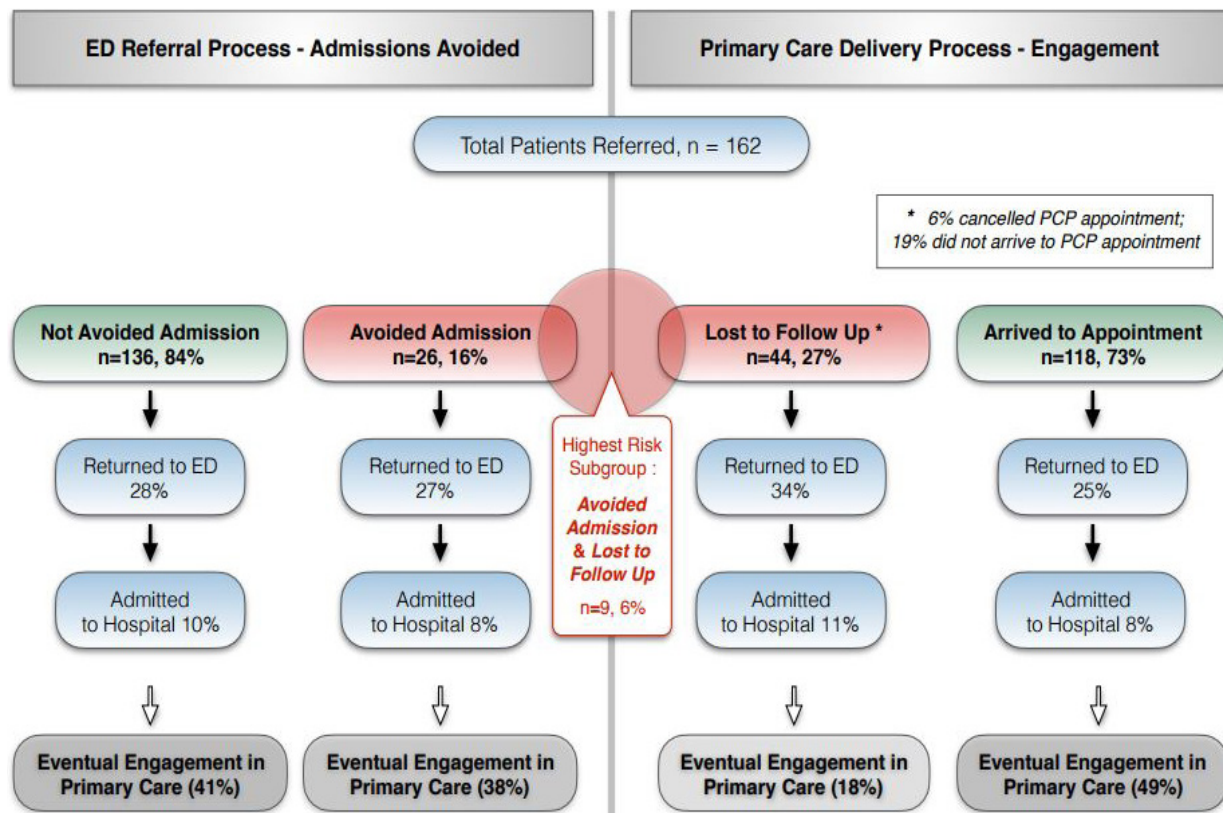 ED Referral Process - Admissions Avoided
Primary Care Delivery Process - Engagement
Total Patients Referred, n = 162
* 6% cancelled PCP appointment;
19% did not arrive to PCP appointment
Not Avoided Admission
n=136, 84%
Avoided Admission
n=26, 16%
Lost to Follow Up *
n=44, 27%
Arrived to Appointment
n=118, 73%
Highest Risk
Subgroup :
Avoided
Admission
& Lost to
Follow Up
n=9, 6%
Returned to ED
28%
Returned to ED
27%
Returned to ED
34%
Returned to ED
25%
Admitted
to Hospital 10%
Admitted
to Hospital 8%
Admitted
to Hospital 11%
Admitted
to Hospital 8%
Eventual Engagement in
Primary Care (41%)
Eventual Engagement in
Primary Care (38%)
Eventual Engagement in
Primary Care (18%)
Eventual Engagement in
Primary Care (49%)